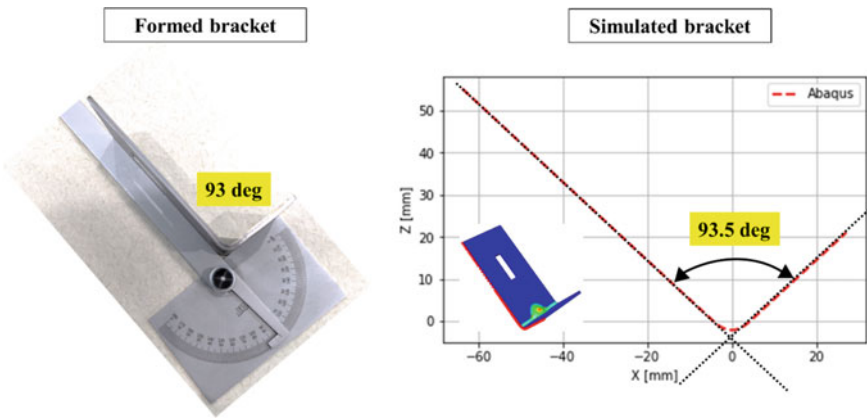 Formed bracket
93 deg
Simulated bracket
Abaqus
50
40
30
20
10
0
Z [mm]
93.5 deg
−60
−40
−20
0
20
X [mm]